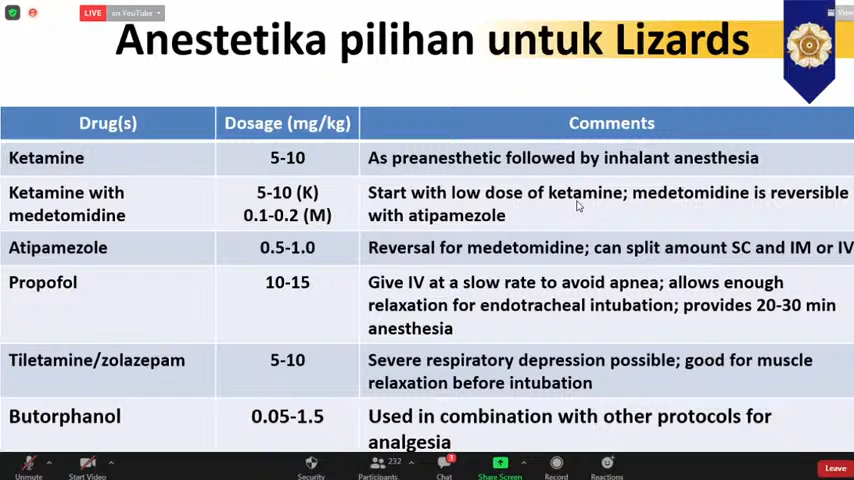 LIVE on YouTube
View
Anestetika pilihan untuk Lizards
Drug(s) Dosage (mg/kg) Comments
Ketamine 5-10 As preanesthetic followed by inhalant anesthesia
Ketamine with 5-10 (K) Start with low dose of ketamine; medetomidine is reversible
medetomidine 0.1-0.2 (M) with atipamezole
Atipamezole 0.5-1.0 Reversal for medetomidine; can split amount SC and IM or IV
Propofol 10-15 Give IV at a slow rate to avoid apnea; allows enough
relaxation for endotracheal intubation; provides 20-30 min
anesthesia
Tiletamine/zolazepam 5-10 Severe respiratory depression possible; good for muscle
relaxation before intubation
Butorphanol 0.05-1.5 Used in combination with other protocols for
analgesia
232 3
Unmute Start Video Security Participants Chat Share Screen Record Reactions Leave